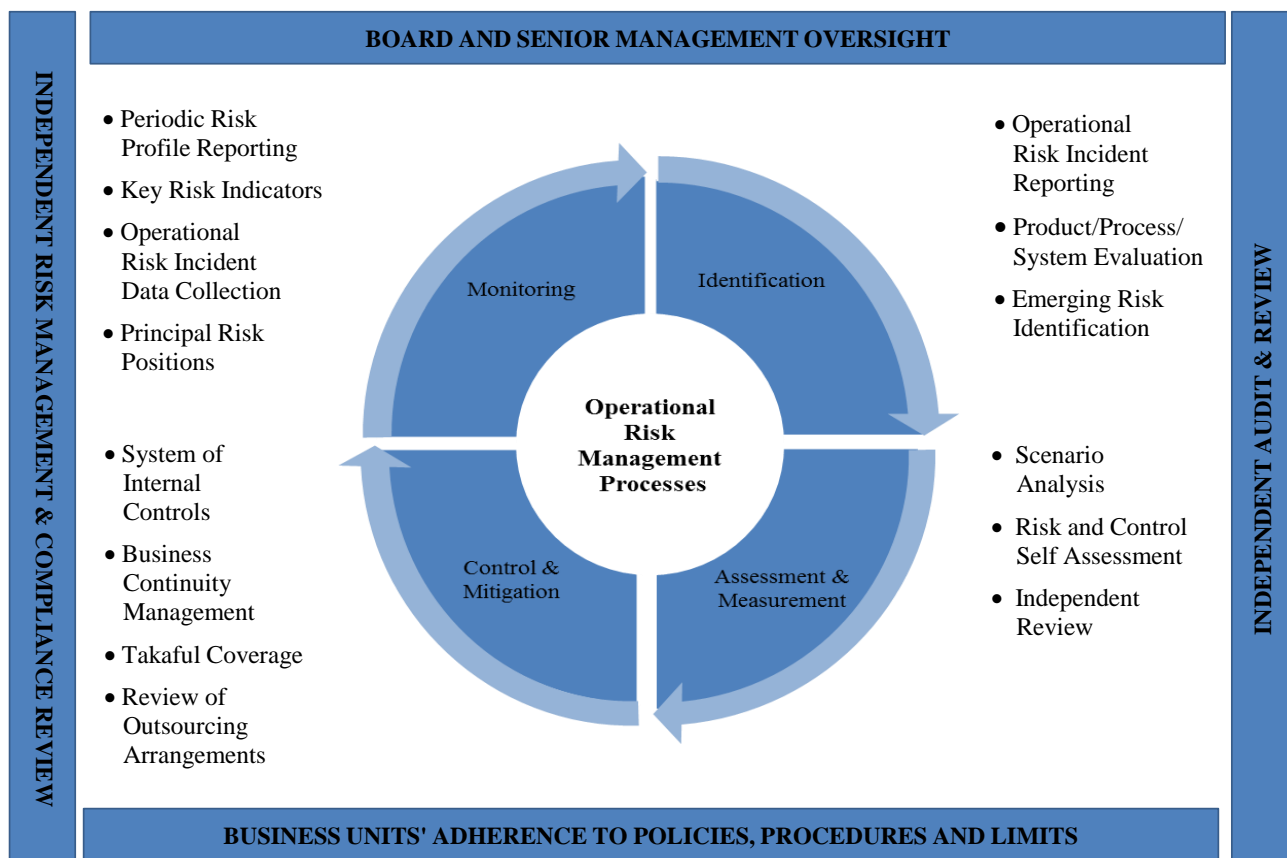 BOARD AND SENIOR MANAGEMENT OVERSIGHT
INDEPENDENT RISK MANAGEMENT & COMPLIANCE REVIEW
• Periodic Risk
Profile Reporting
• Key Risk Indicators
• Operational
Risk Incident
Data Collection
• Principal Risk
Positions
Monitoring
Identification
• Operational
Risk Incident
Reporting
• Product/Process/
System Evaluation
• Emerging Risk
Identification
Operational
Risk
Management
Processes
• System of
Internal
Controls
• Business
Continuity
Management
• Takaful Coverage
• Review of
Outsourcing
Arrangements
Control &
Mitigation
Assessment &
Measurement
• Scenario
Analysis
• Risk and Control
Self Assessment
• Independent
Review
INDEPENDENT AUDIT & REVIEW
BUSINESS UNITS' ADHERENCE TO POLICIES, PROCEDURES AND LIMITS